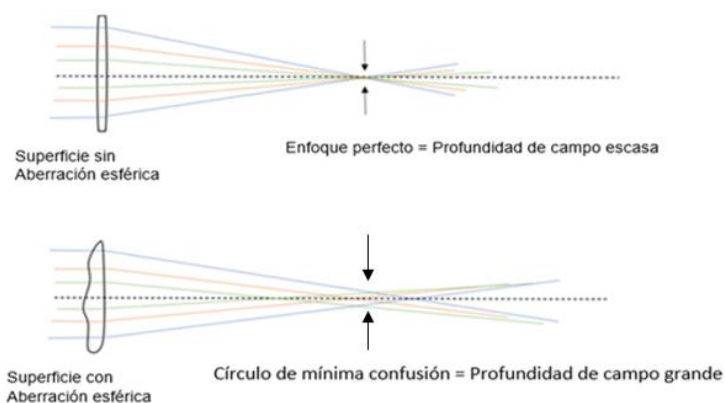 Superficie sin
Aberración esférica
Enfoque perfecto = Profundidad de campo escasa
Superficie con
Aberración esférica
Círculo de mínima confusión = Profundidad de campo grande